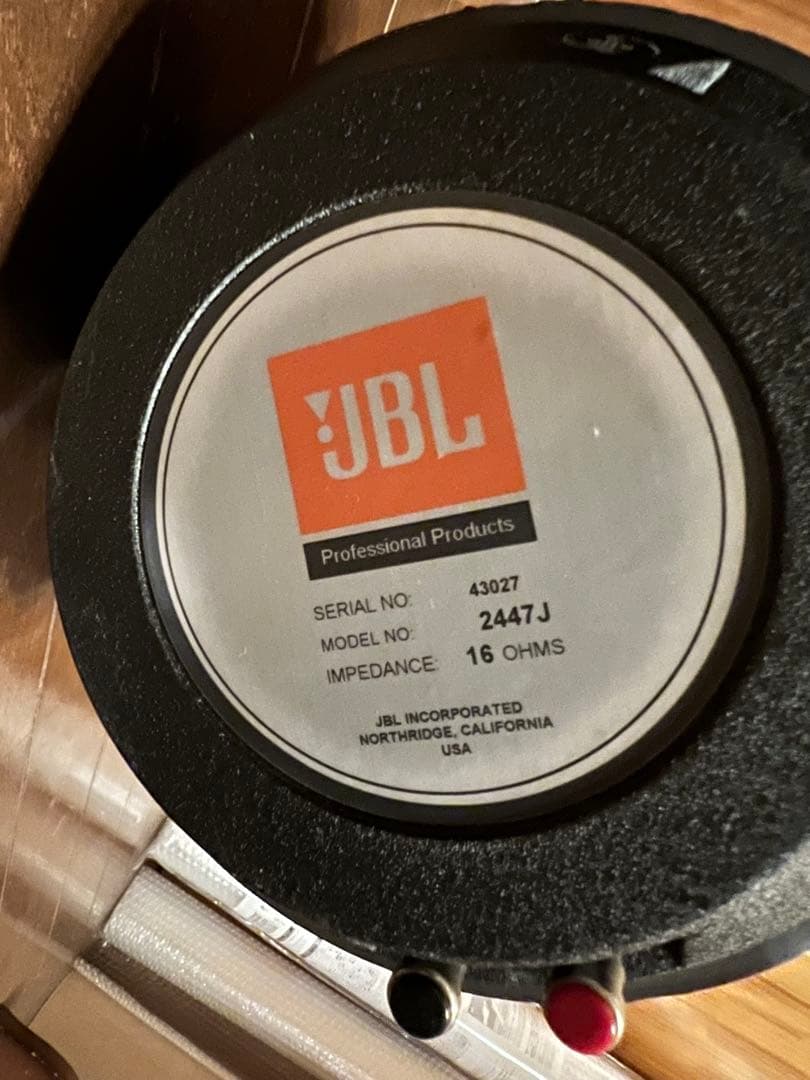 JBL
Professional Products
SERIAL NO: 43027
MODEL NO: 2447J
IMPEDANCE: 16 OHMS
JBL INCORPORATED
NORTHRIDGE, CALIFORNIA
USA